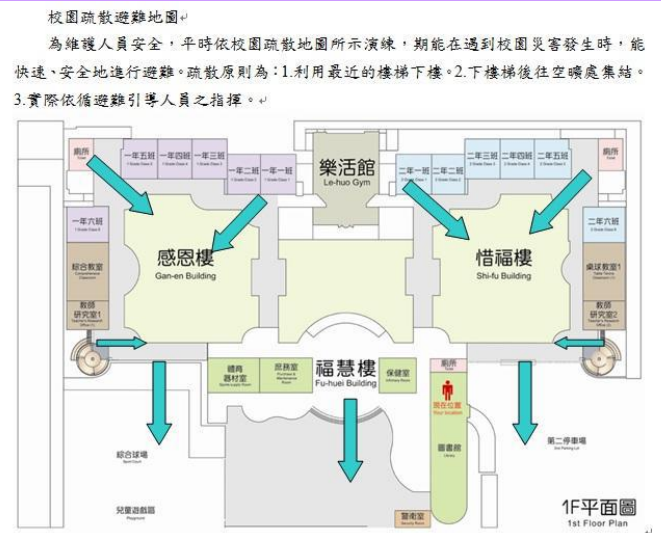 校園疏散避難地圖
為維護人員安全，平時依校園疏散地圖所示演練，期能在遇到校園災害發生時，能
快速、安全地進行避難。疏散原則為：1.利用最近的樓梯下樓。2.下樓梯後往空曠處集結。
3.實際依循避難引導人員之指揮。
廁所
Toilet
一年五班
一年四班
一年三班
一年二班
一年一班
樂活館
Le-huo Gym
二年一班
二年二班
二年三班
二年四班
二年五班
廁所
Toilet
一年六班
綜合教室
教師
研究室1
感恩樓
Gan-en Building
惜福樓
Shi-fu Building
二年六班
桌球教室1
教師
研究室2
體育
器材室
庶務室
福慧樓
Fu-huei Building
保健室
廁所
現在位置
Your location
圖書館
Library
綜合球場
兒童遊戲區
Playground
警衛室
第二停車場
1F平面圖
1st Floor Plan